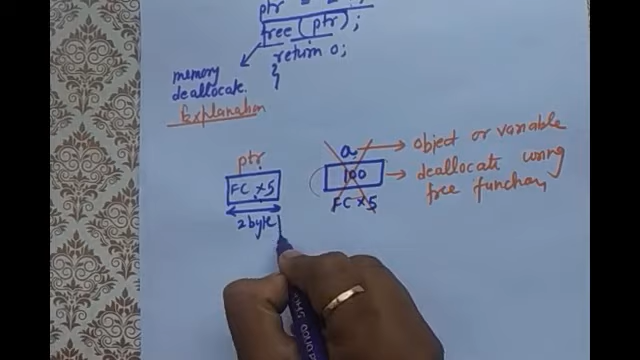 free (ptr);
return 0;
}
memory
deallocate.
Explanation
ptr
FC x 5
2 byte
a
100
FC x 5
object or variable
deallocate using
free function